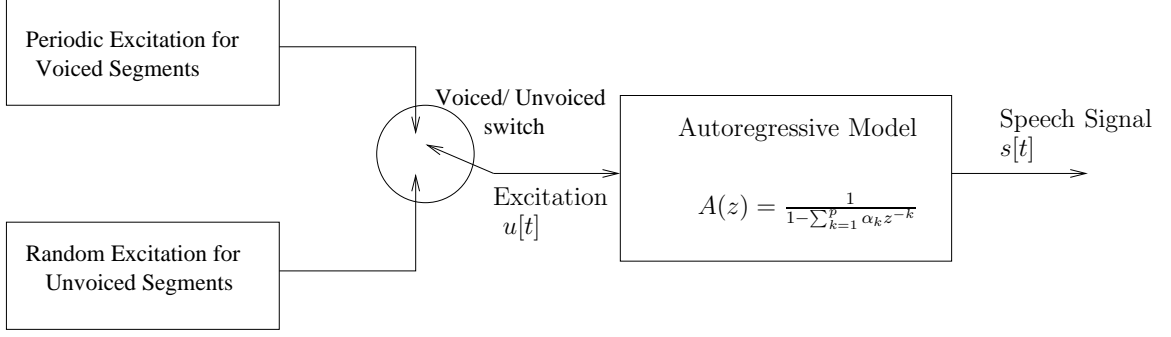 Periodic Excitation for
Voiced Segments
Voiced/ Unvoiced
switch
Random Excitation for
Unvoiced Segments
Excitation
u[t]
Autoregressive Model
A(z) = \frac{1}{1-\sum_{k=1}^{p} \alpha_k z^{-k}}
Speech Signal
s[t]